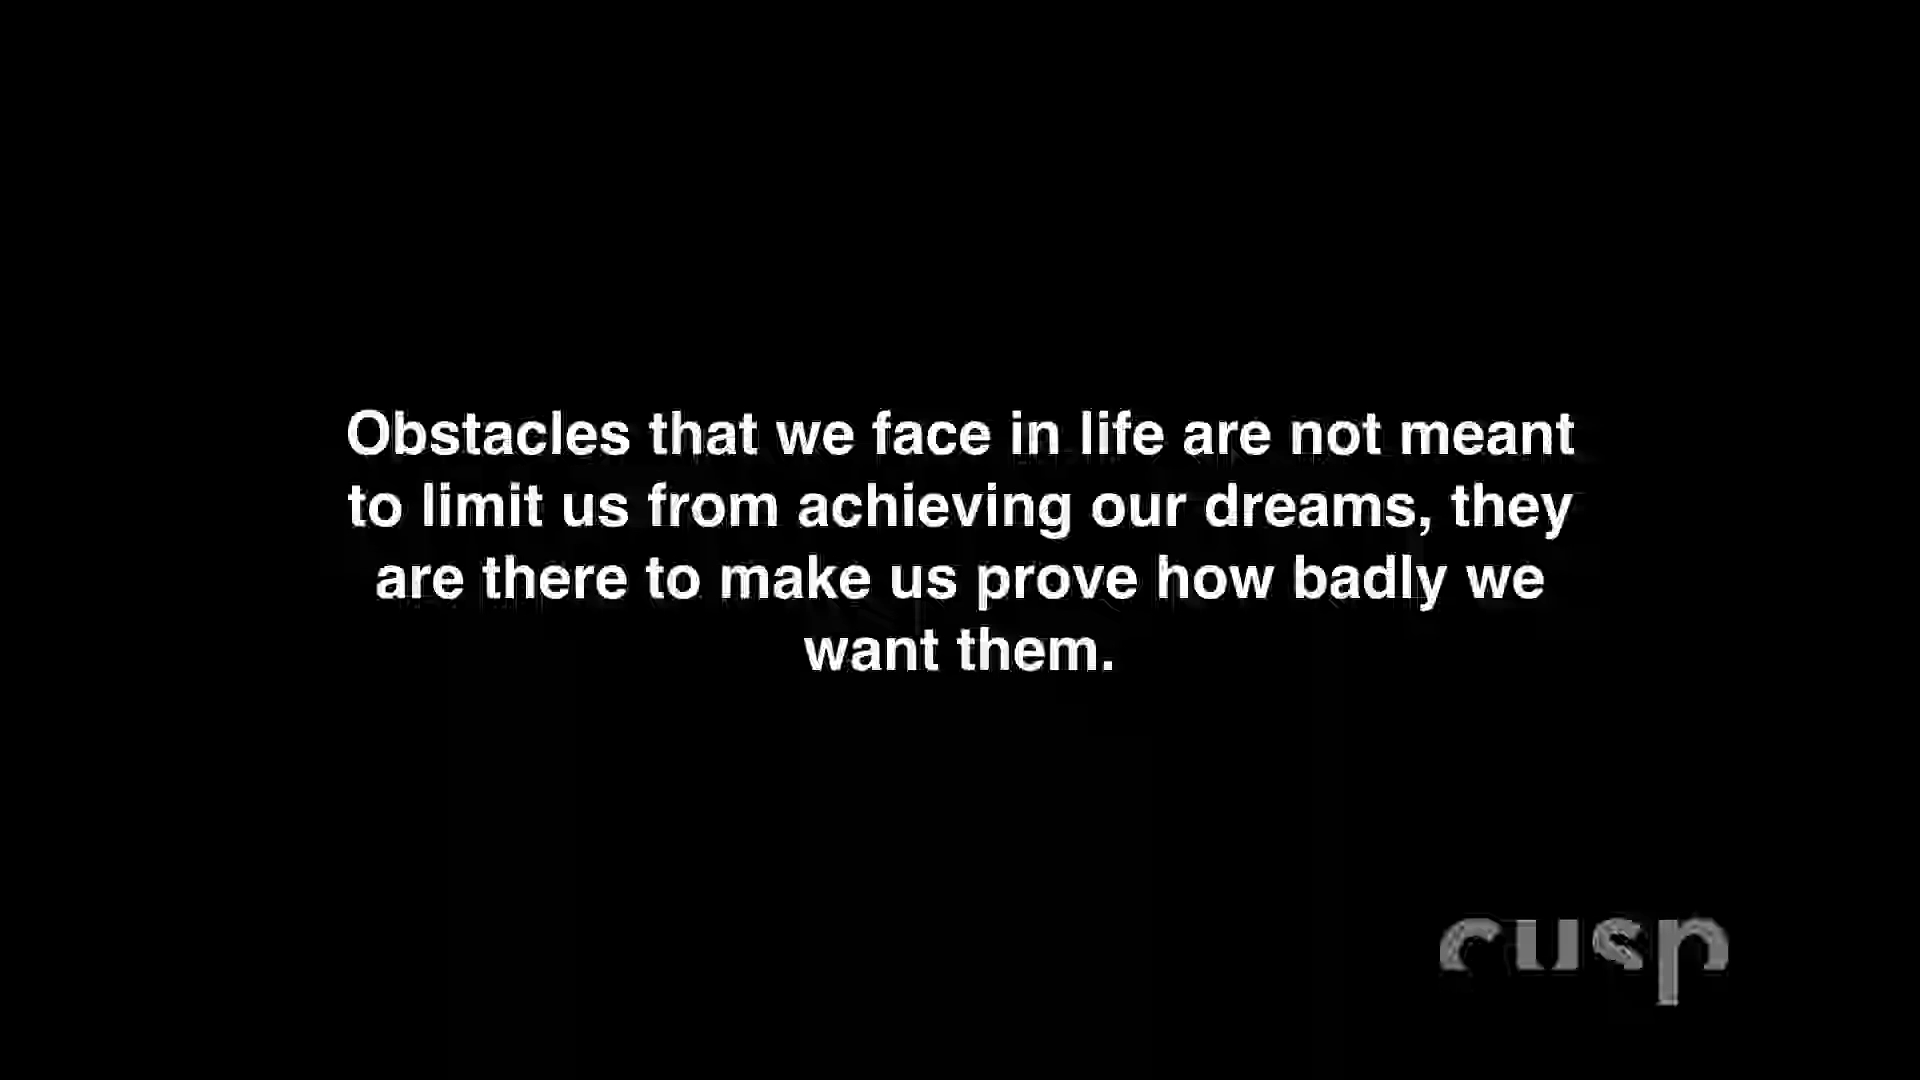 Obstacles that we face in life are not meant
to limit us from achieving our dreams, they
are there to make us prove how badly we
want them.
cusp